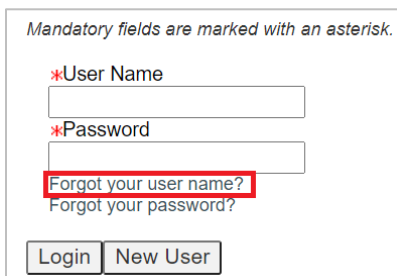 Mandatory fields are marked with an asterisk.
*User Name
*Password
Forgot your user name?
Forgot your password?
Login New User